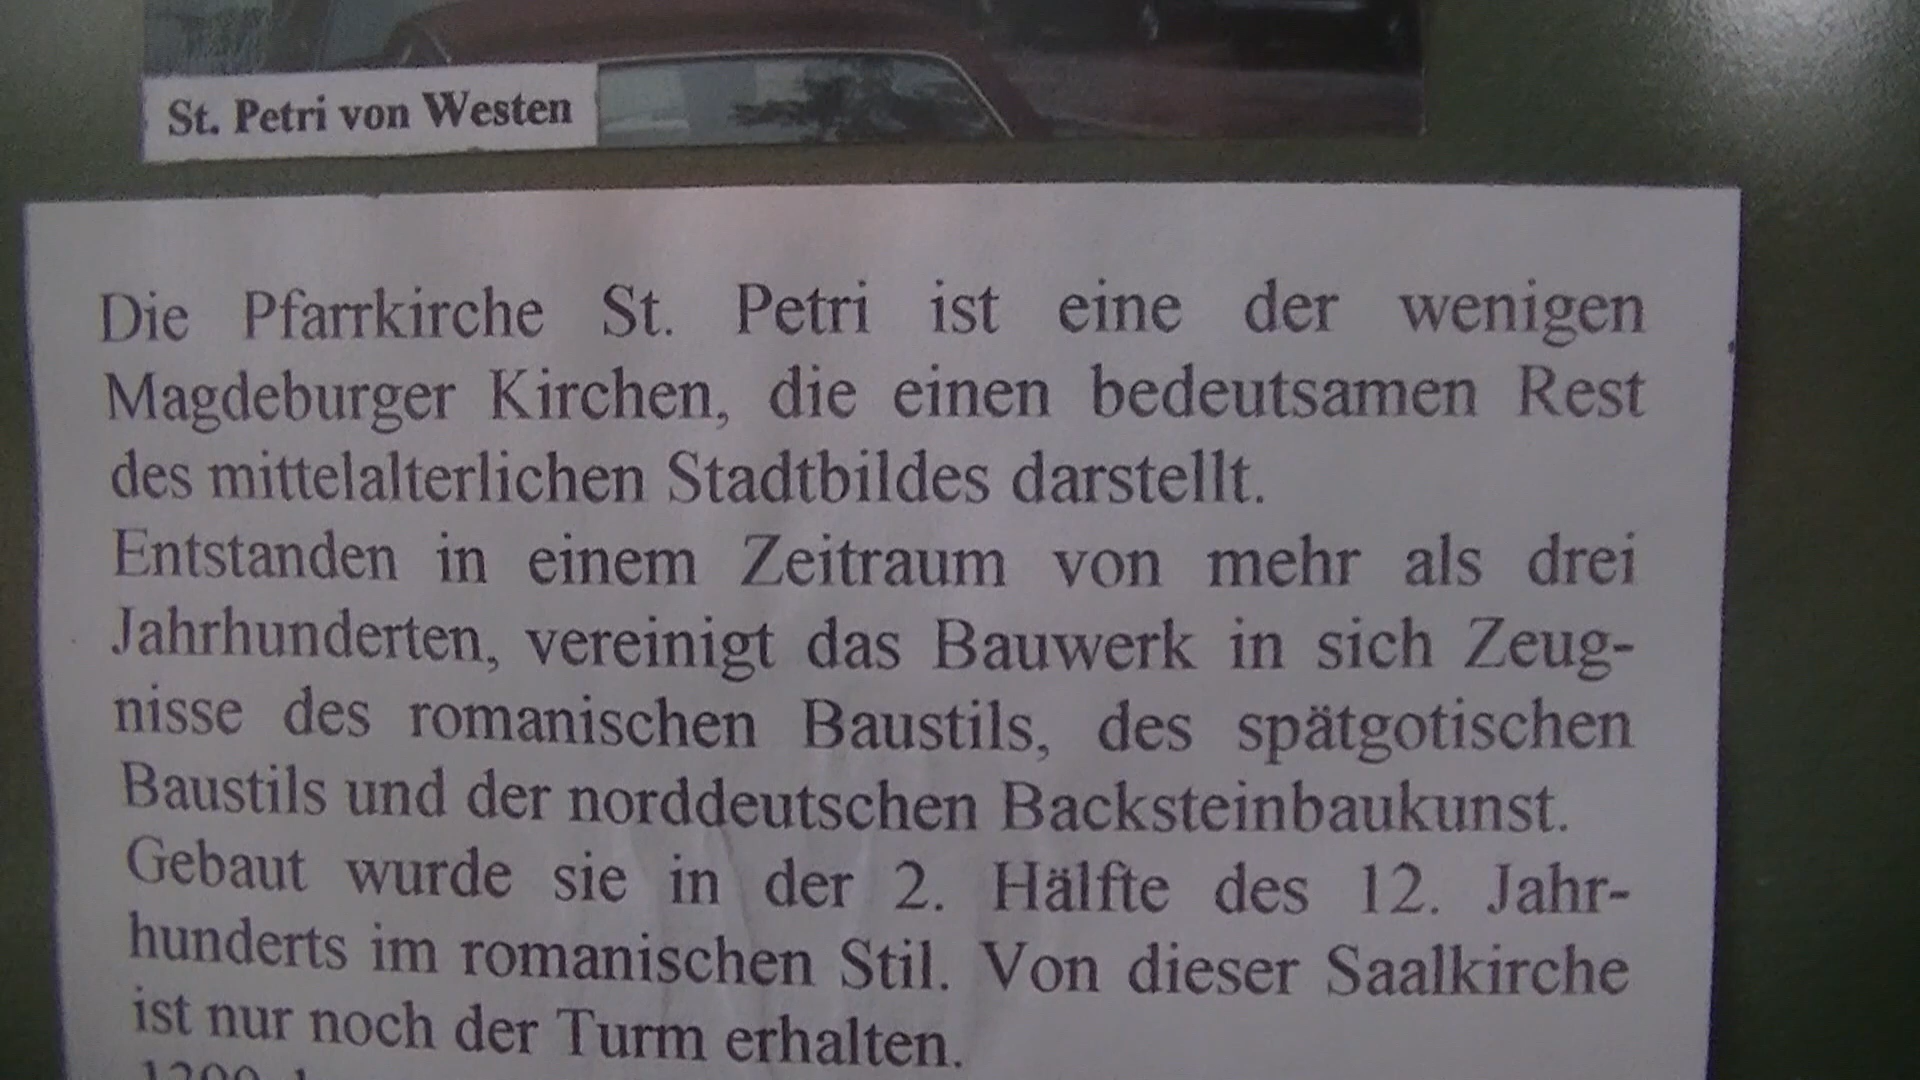 St. Petri von Westen
Die Pfarrkirche St. Petri ist eine der wenigen
Magdeburger Kirchen, die einen bedeutsamen Rest
des mittelalterlichen Stadtbildes darstellt.
Entstanden in einem Zeitraum von mehr als drei
Jahrhunderten, vereinigt das Bauwerk in sich Zeug-
nisse des romanischen Baustils, des spätgotischen
Baustils und der norddeutschen Backsteinbaukunst.
Gebaut wurde sie in der 2. Hälfte des 12. Jahr-
hunderts im romanischen Stil. Von dieser Saalkirche
ist nur noch der Turm erhalten.